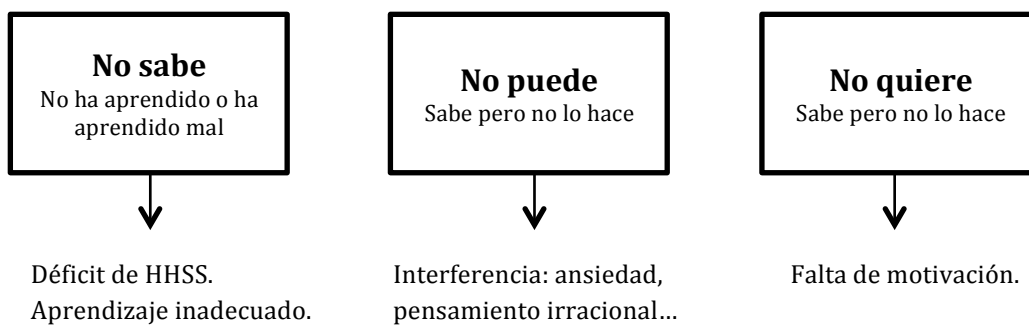 No sabe
No ha aprendido o ha
aprendido mal
No puede
Sabe pero no lo hace
No quiere
Sabe pero no lo hace
Déficit de HHSS.
Aprendizaje inadecuado.
Interferencia: ansiedad,
pensamiento irracional...
Falta de motivación.